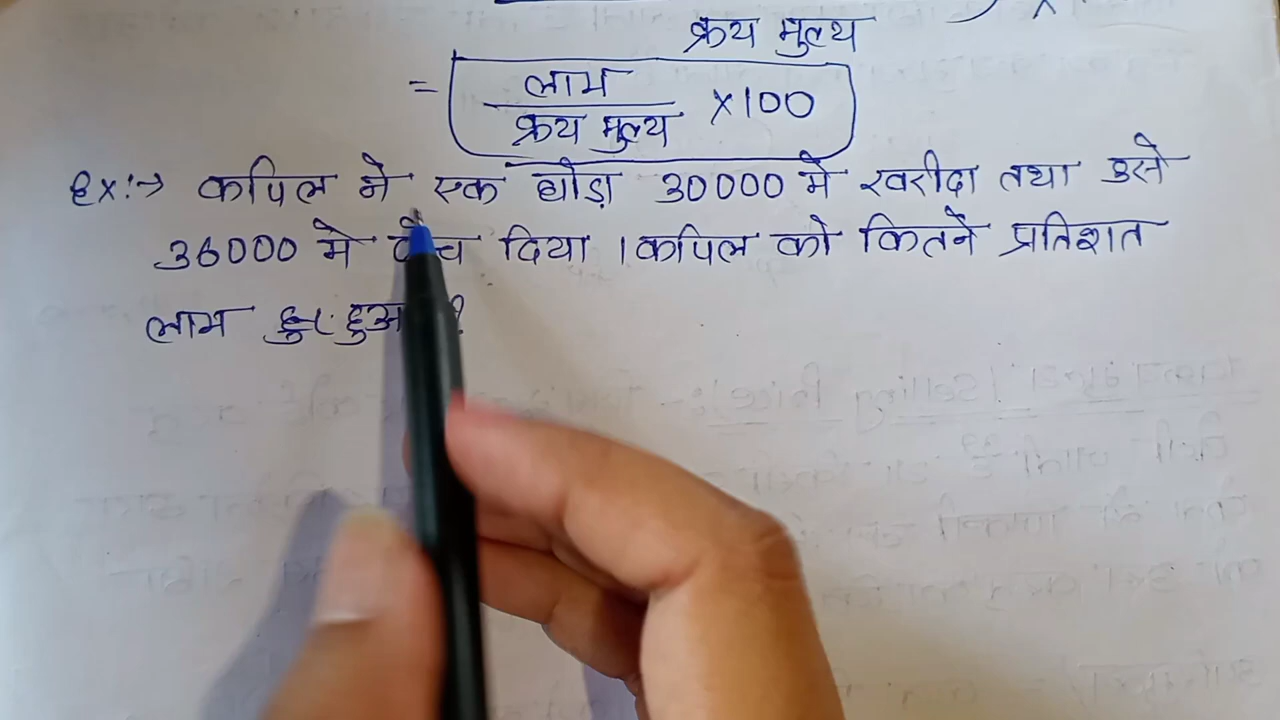 क्रय मुल्य
= लाभ / क्रय मुल्य ×100
Ex:→ कपिल ने एक घोड़ा 30000 मे खरीदा तथा उसे
36000 मे बेच दिया । कपिल को कितने प्रतिशत
लाभ हुआ ?